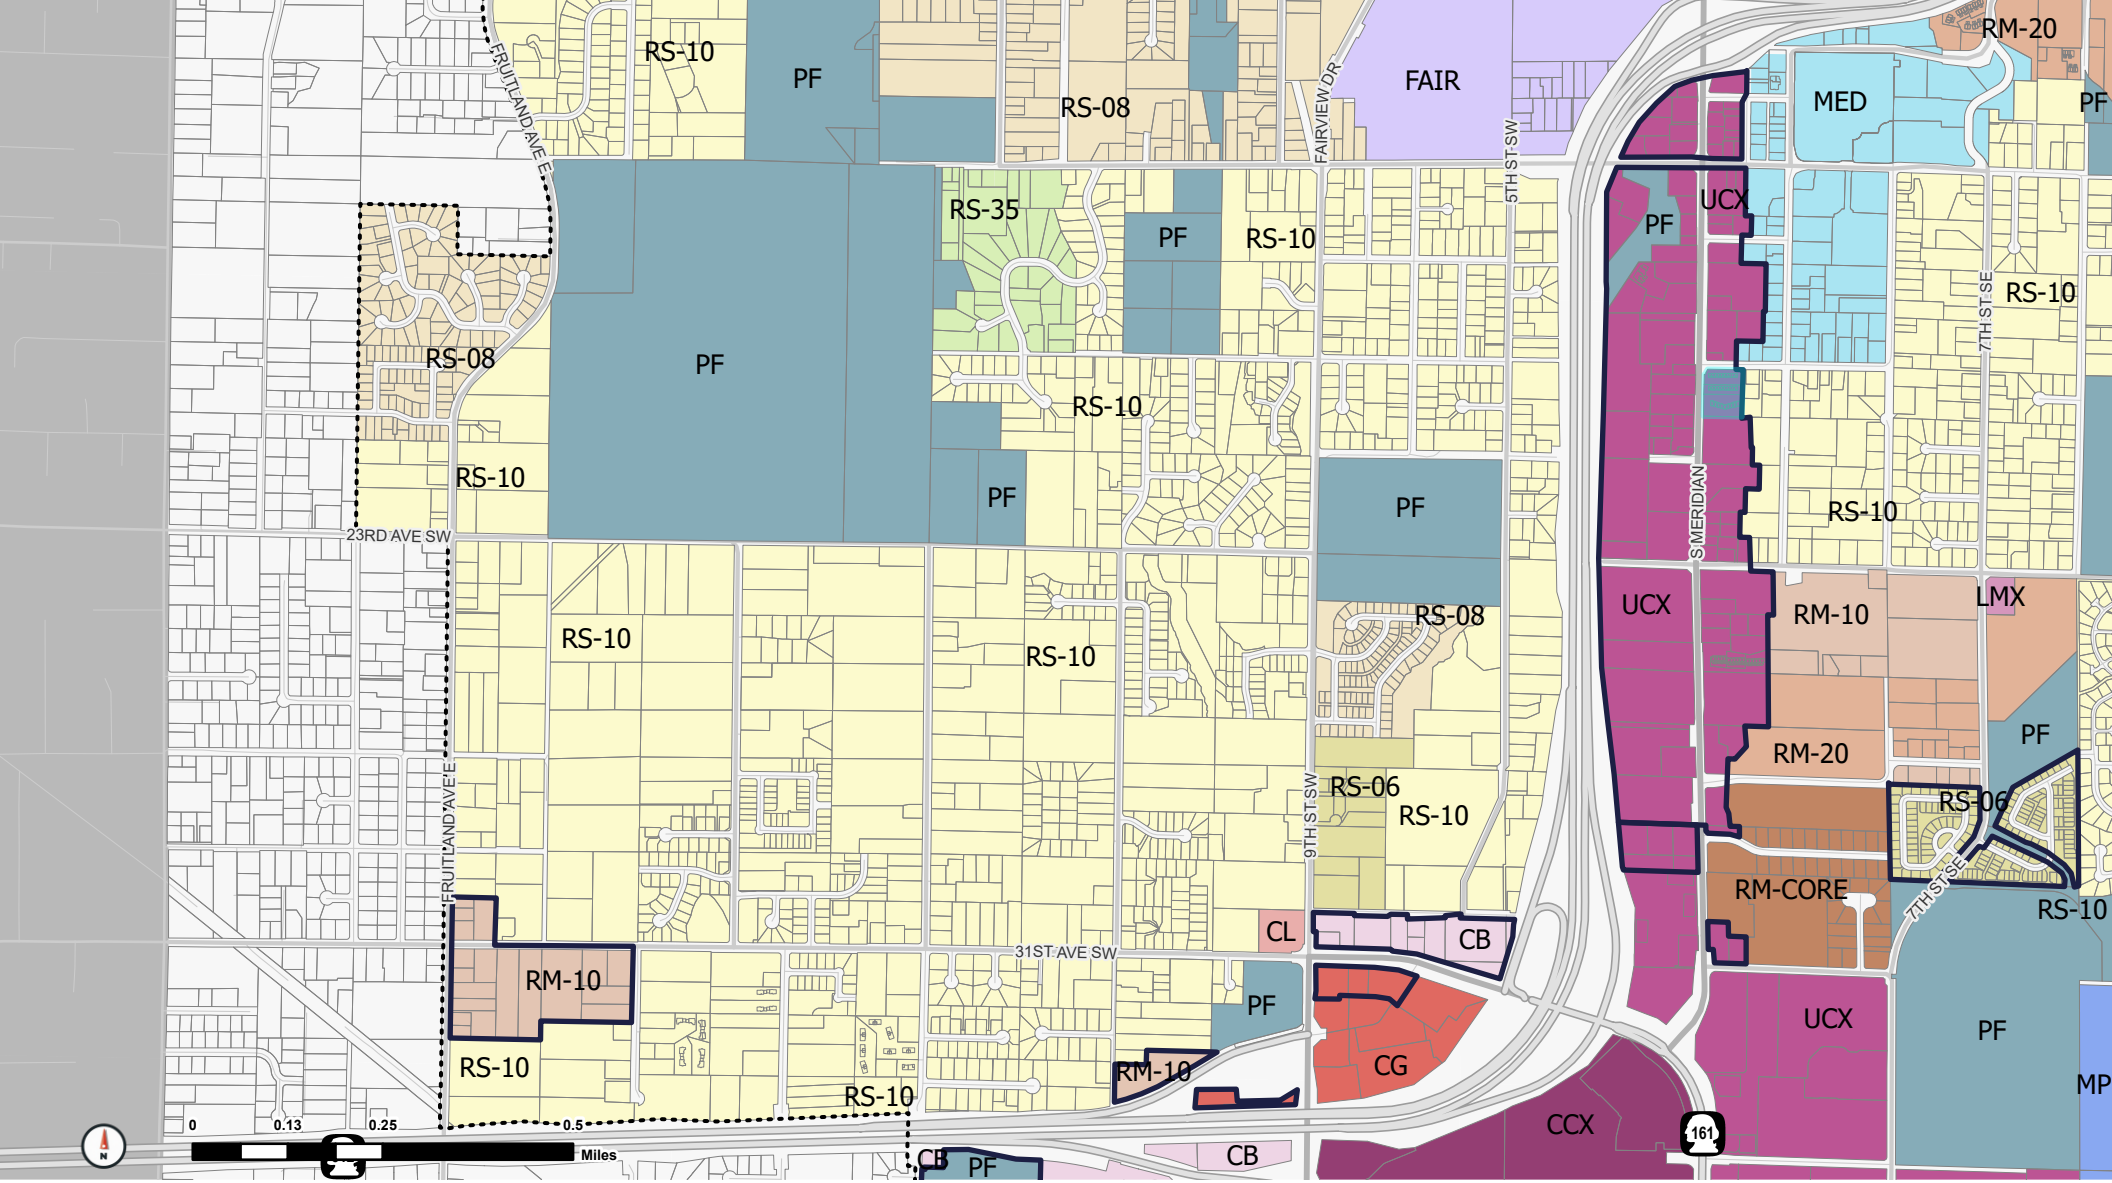 RM-20
RS-10
PF
FAIR
MED
RS-08
PF
FRUITLAND AVE E
FAIRVIEW DR
5TH ST SW
UCX
RS-35
PF
PF
RS-10
RS-10
7TH ST SE
RS-08
PF
RS-10
RS-10
PF
PF
RS-10
S MERIDIAN
23RD AVE SW
LMX
UCX
RM-10
RS-08
RS-10
RS-10
PF
RM-20
RS-06
RS-06
RS-10
FRUITLAND AVE E
9TH ST SW
RM-CORE
7TH ST SE
RS-10
CL
CB
31ST AVE SW
RM-10
PF
UCX
PF
RS-10
CG
RM-10
MP
RS-10
0 0.13 0.25 0.5
Miles
N
CCX
161
CB
CB
PF